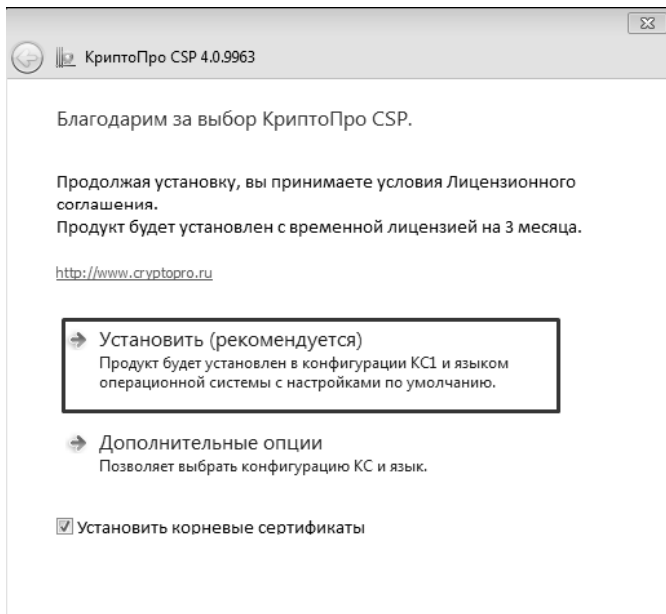 КриптоПро CSP 4.0.9963
Благодарим за выбор КриптоПро CSP.
Продолжая установку, вы принимаете условия Лицензионного
соглашения.
Продукт будет установлен с временной лицензией на 3 месяца.
http://www.cryptopro.ru
Установить (рекомендуется)
Продукт будет установлен в конфигурации КС1 и языком
операционной системы с настройками по умолчанию.
Дополнительные опции
Позволяет выбрать конфигурацию КС и язык.
Установить корневые сертификаты